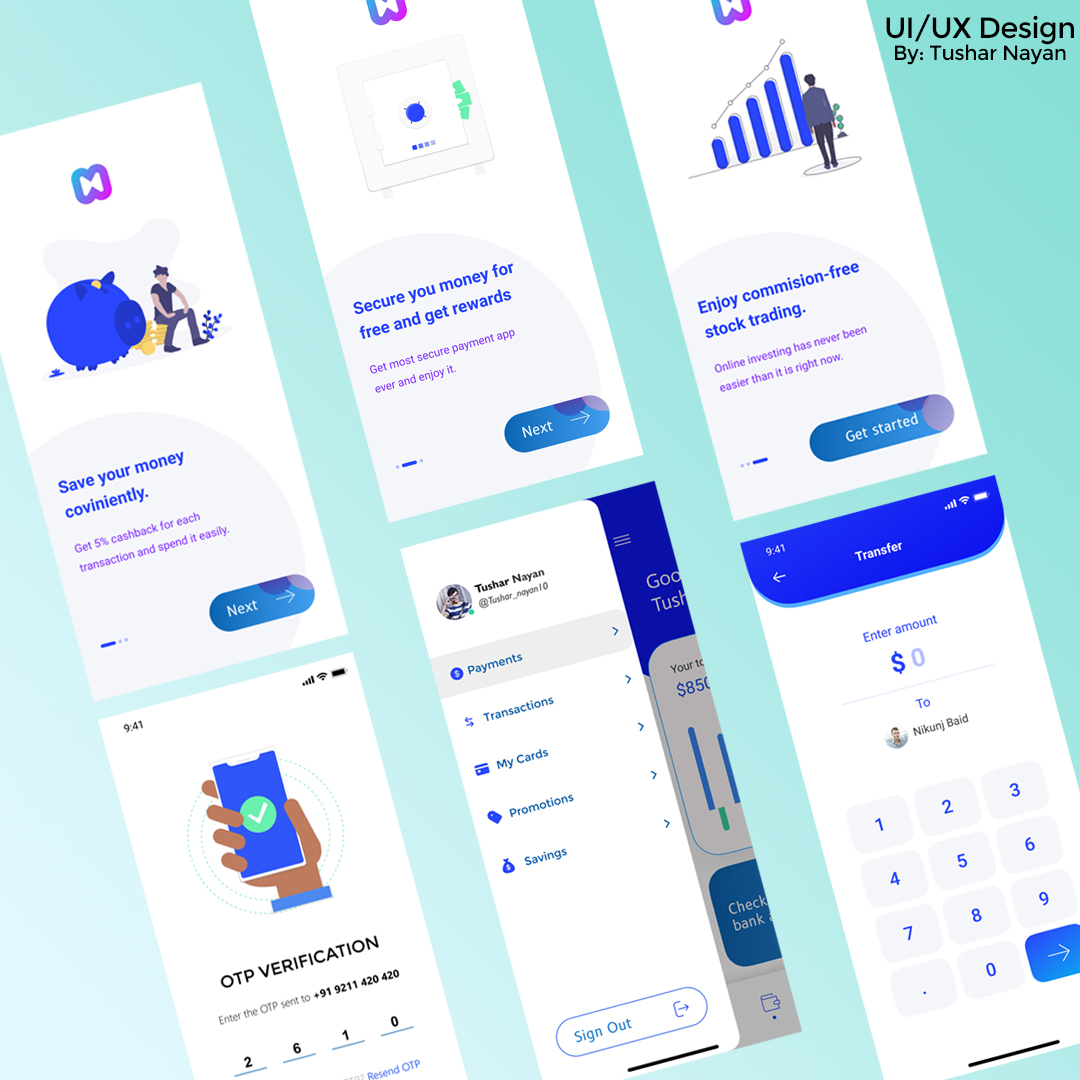 UI/UX Design
By: Tushar Nayan
Save your money
coviniently.
Get 5% cashback for each
transaction and spend it easily.
Next
Secure you money for
free and get rewards
Get most secure payment app
ever and enjoy it.
Next
Enjoy commision-free
stock trading.
Online investing has never been
easier than it is right now.
Get started
9:41
OTP VERIFICATION
Enter the OTP sent to +91 9211 420 420
2 6 1 0
Resend OTP
Tushar Nayan
@Tushar_nayan10
$ Payments
Transactions
My Cards
Promotions
Savings
Sign Out
Your
$850
Check
bank
9:41
Transfer
Enter amount
$ 0
To
Nikunj Baid
1 2 3
4 5 6
7 8 9
. 0